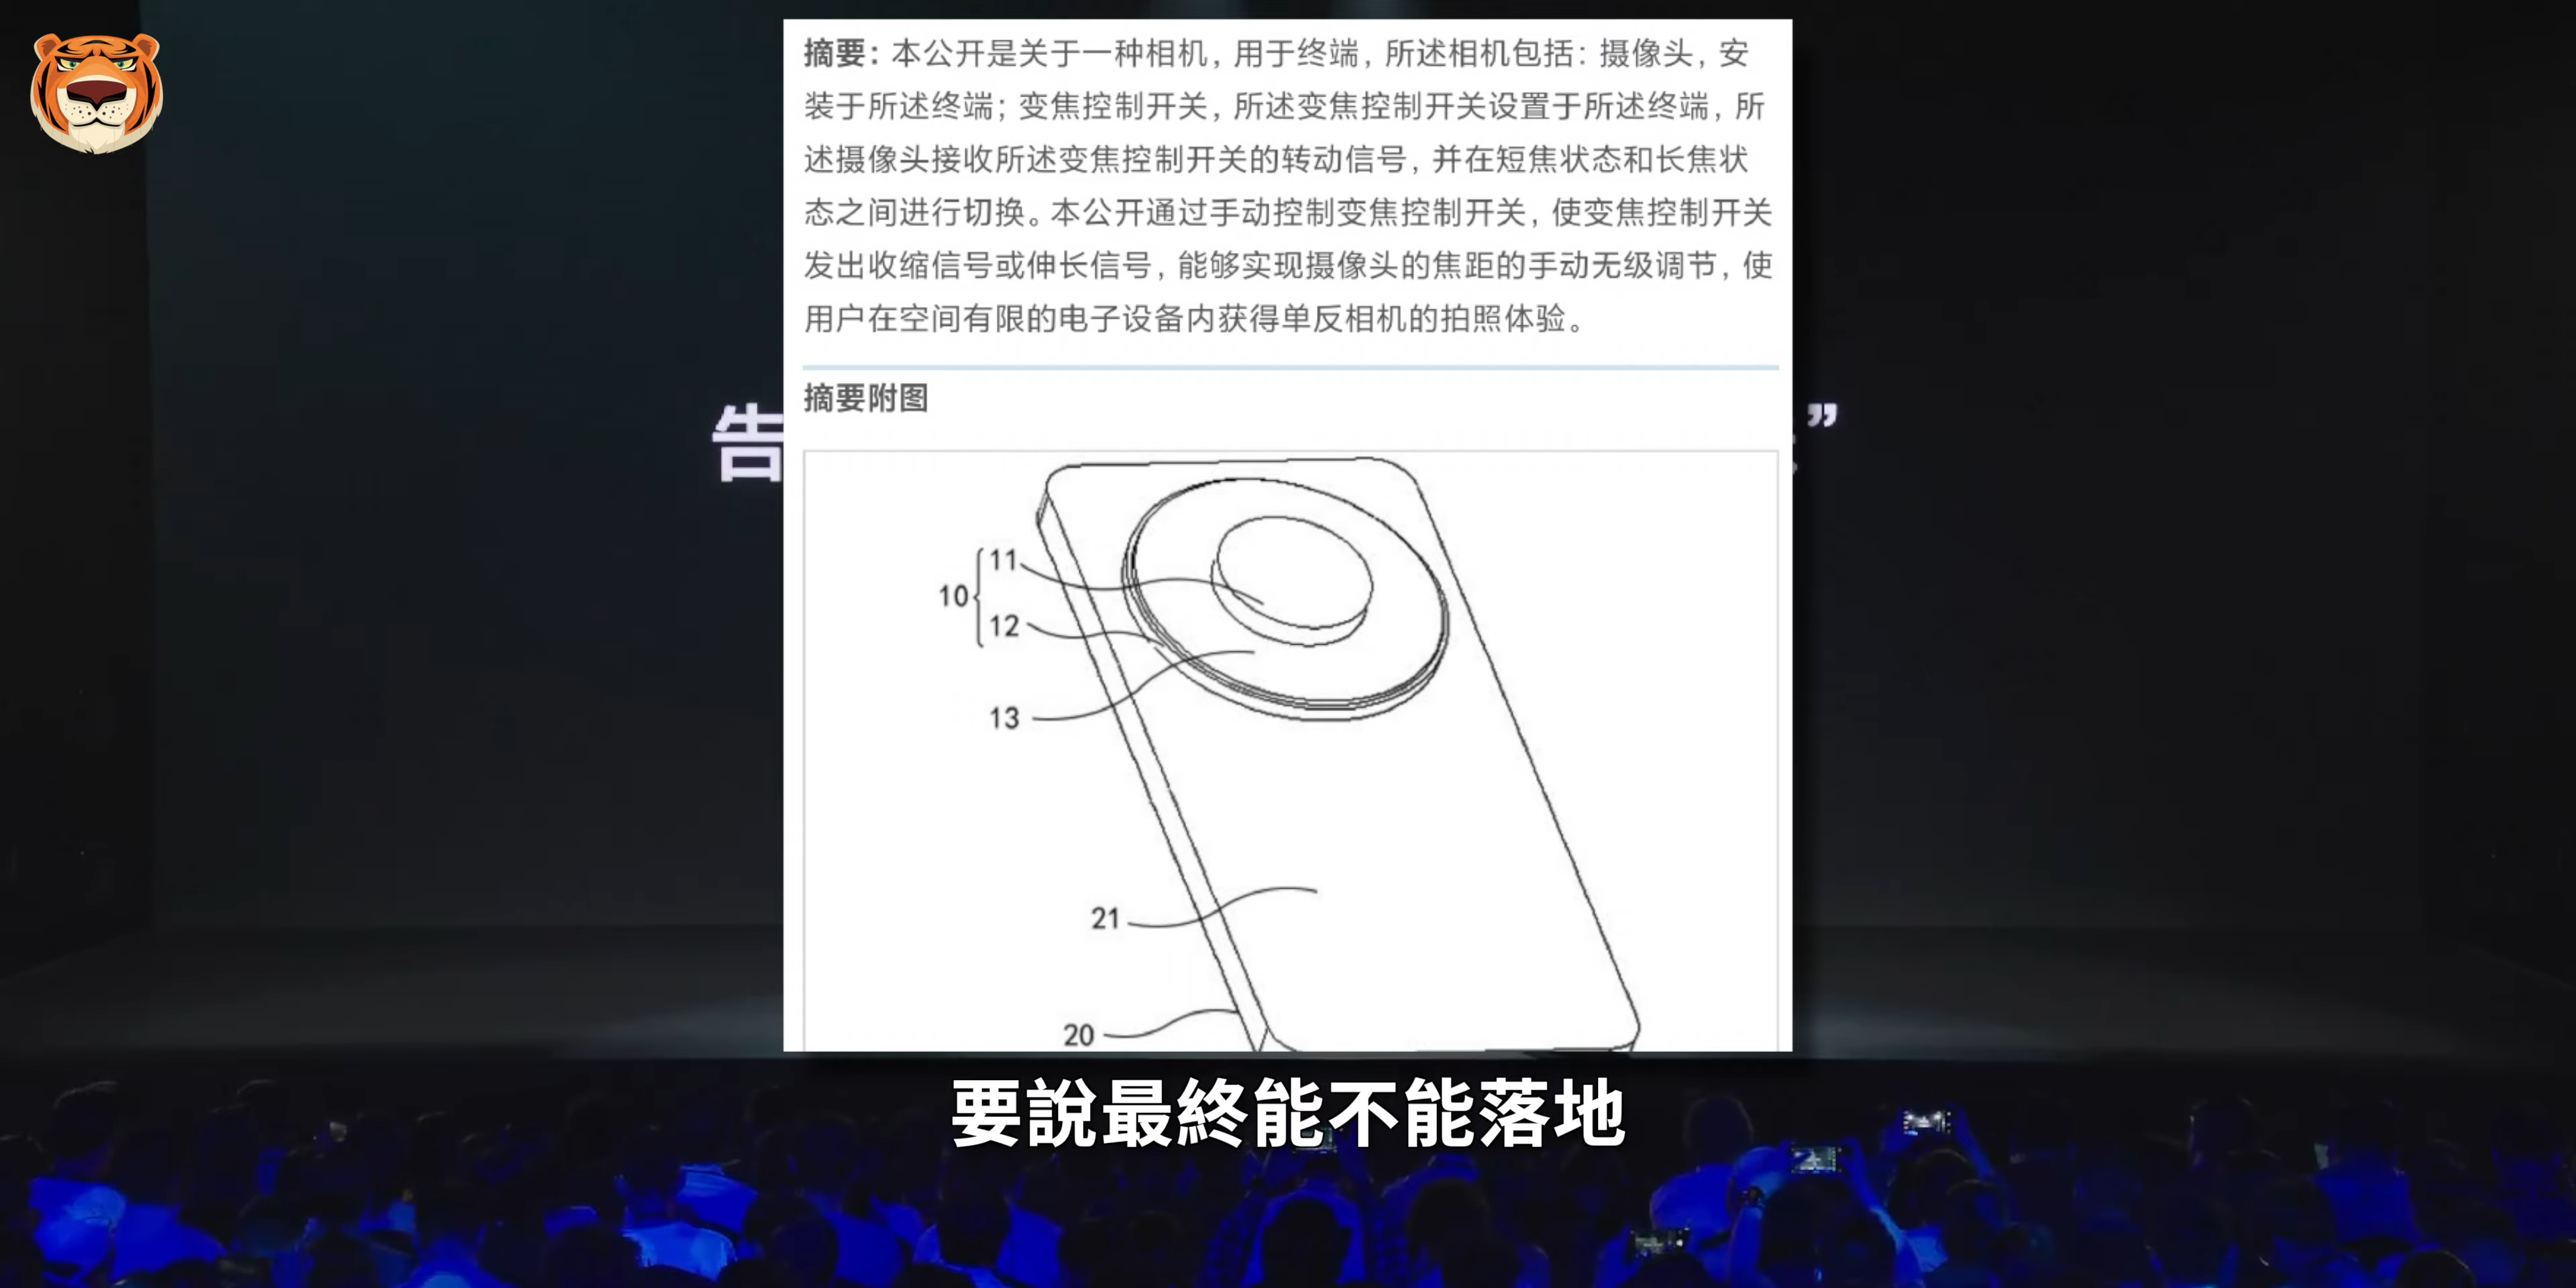 摘要：本公开是关于一种相机，用于终端，所述相机包括：摄像头，安
装于所述终端；变焦控制开关，所述变焦控制开关设置于所述终端，所
述摄像头接收所述变焦控制开关的转动信号，并在短焦状态和长焦状
态之间进行切换。本公开通过手动控制变焦控制开关，使变焦控制开关
发出收缩信号或伸长信号，能够实现摄像头的焦距的手动无级调节，使
用户在空间有限的电子设备内获得单反相机的拍照体验。
摘要附图
告
”
11
10
12
13
21
20
要說最終能不能落地